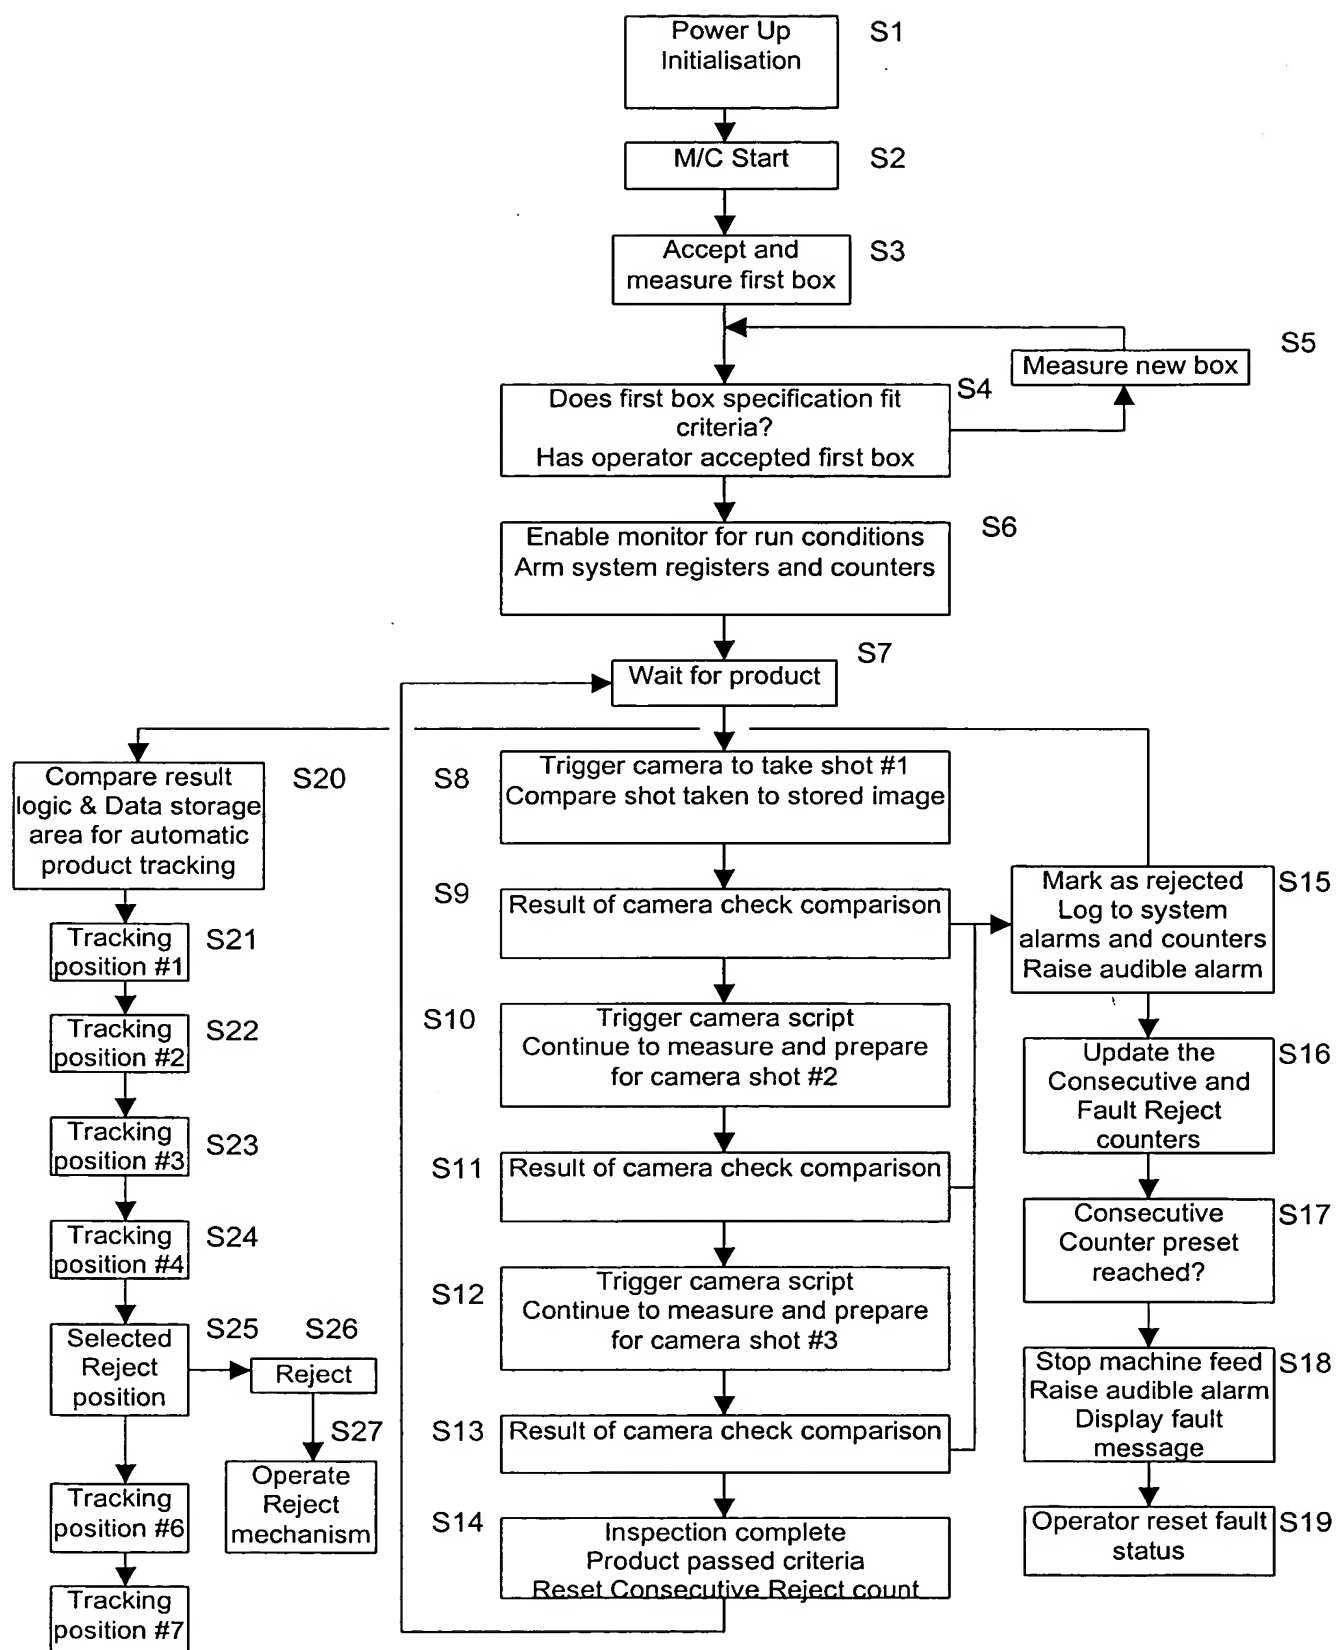 Power Up
Initialisation
S1
M/C Start
S2
Accept and
measure first box
S3
S5
Measure new box
S4
Does first box specification fit
criteria?
Has operator accepted first box
S6
Enable monitor for run conditions
Arm system registers and counters
S7
Wait for product
S8
Trigger camera to take shot #1
Compare shot taken to stored image
S9
Result of camera check comparison
S10
Trigger camera script
Continue to measure and prepare
for camera shot #2
S11
Result of camera check comparison
S12
Trigger camera script
Continue to measure and prepare
for camera shot #3
S13
Result of camera check comparison
S14
Inspection complete
Product passed criteria
Reset Consecutive Reject count
S15
Mark as rejected
Log to system
alarms and counters
Raise audible alarm
S16
Update the
Consecutive and
Fault Reject
counters
S17
Consecutive
Counter preset
reached?
S18
Stop machine feed
Raise audible alarm
Display fault
message
S19
Operator reset fault
status
S20
Compare result
logic & Data storage
area for automatic
product tracking
S21
Tracking
position #1
S22
Tracking
position #2
S23
Tracking
position #3
S24
Tracking
position #4
S25
Selected
Reject
position
S26
Reject
S27
Operate
Reject
mechanism
Tracking
position #6
Tracking
position #7